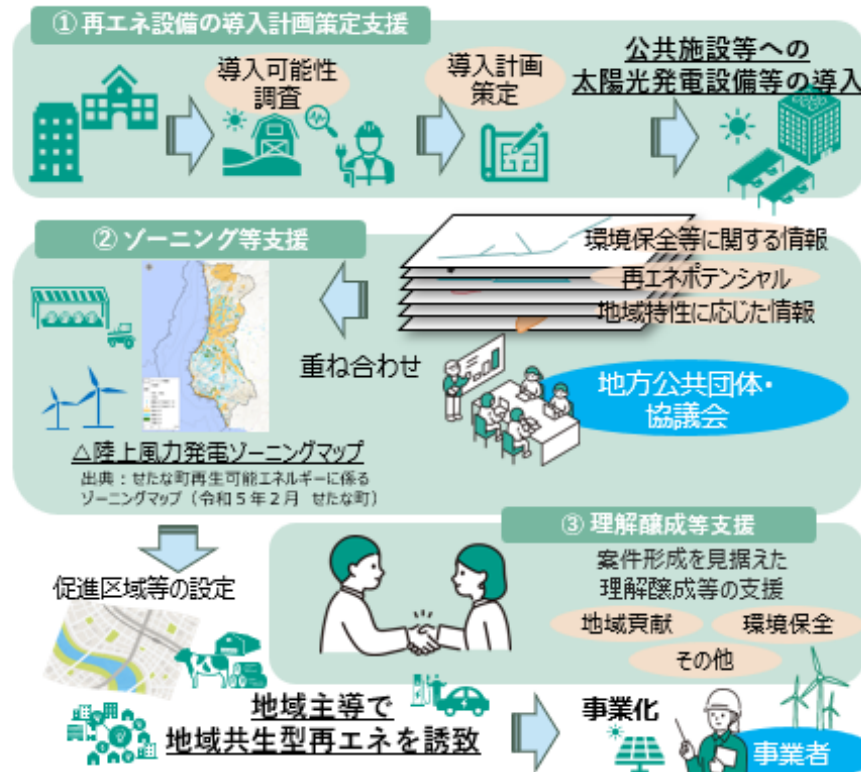 ① 再エネ設備の導入計画策定支援
導入可能性
調査
導入計画
策定
公共施設等への
太陽光発電設備等の導入
② ゾーニング等支援
環境保全等に関する情報
再エネポテンシャル
地域特性に応じた情報
重ね合わせ
地方公共団体・
協議会
△陸上風力発電ゾーニングマップ
出典：せたな町再生可能エネルギーに係る
ゾーニングマップ（令和５年２月 せたな町）
③ 理解醸成等支援
案件形成を見据えた
理解醸成等の支援
地域貢献
環境保全
その他
促進区域等の設定
地域主導で
地域共生型再エネを誘致
事業化
事業者